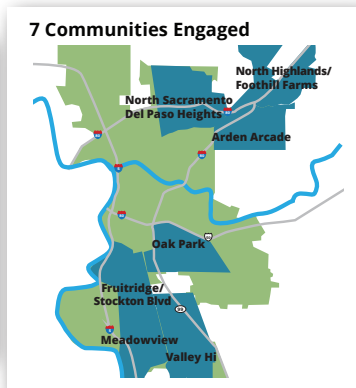 7 Communities Engaged
North Highlands/
Foothill Farms
North Sacramento
Del Paso Heights
Arden Arcade
Oak Park
Fruitridge/
Stockton Blvd
Meadowview
Valley Hi